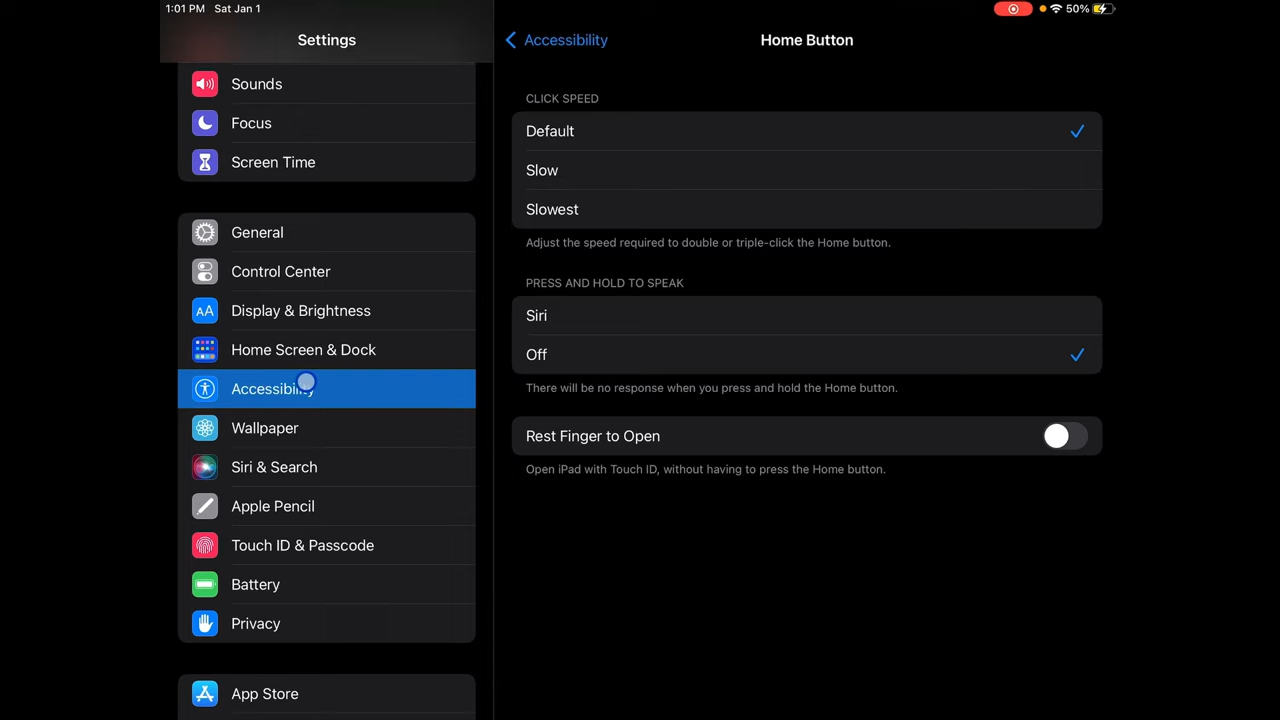 1:01 PM Sat Jan 1
50%
Settings
Accessibility
Home Button
Sounds
Focus
Screen Time
General
Control Center
Display & Brightness
Home Screen & Dock
Accessibility
Wallpaper
Siri & Search
Apple Pencil
Touch ID & Passcode
Battery
Privacy
App Store
CLICK SPEED
Default
Slow
Slowest
Adjust the speed required to double or triple-click the Home button.
PRESS AND HOLD TO SPEAK
Siri
Off
There will be no response when you press and hold the Home button.
Rest Finger to Open
Open iPad with Touch ID, without having to press the Home button.